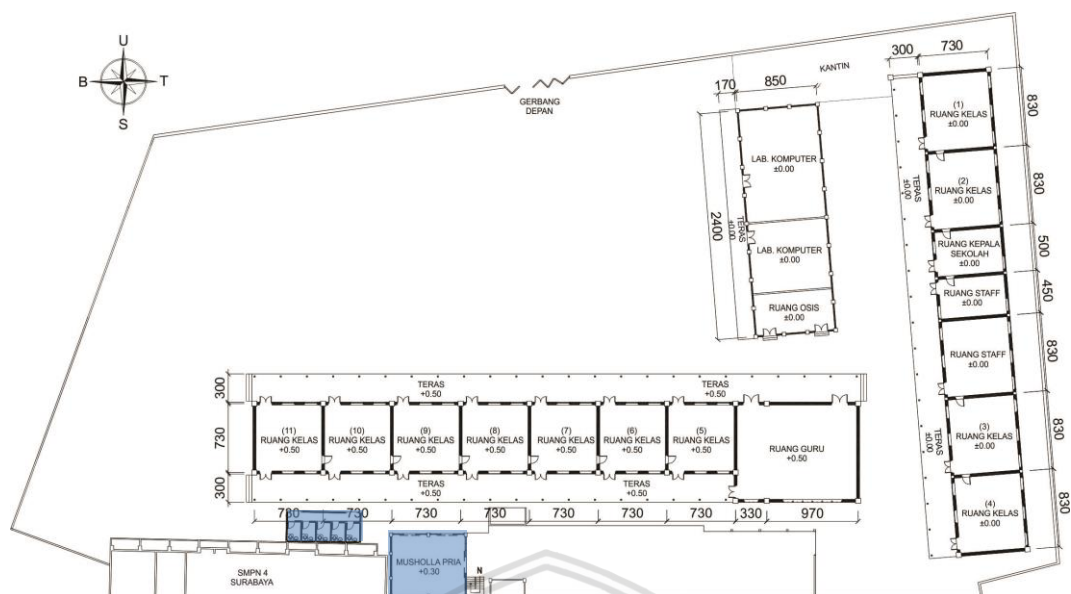 U
B
T
S
GERBANG
DEPAN
KANTIN
170
850
2400
TERAS
±0.00
LAB. KOMPUTER
±0.00
LAB. KOMPUTER
±0.00
RUANG OSIS
±0.00
300
730
(1)
RUANG KELAS
±0.00
830
(2)
RUANG KELAS
±0.00
830
TERAS
±0.00
RUANG KEPALA
SEKOLAH
±0.00
500
RUANG STAFF
±0.00
450
RUANG STAFF
±0.00
830
(3)
RUANG KELAS
±0.00
830
TERAS
±0.00
(4)
RUANG KELAS
±0.00
830
300
730
300
TERAS
+0.50
TERAS
+0.50
(11)
RUANG KELAS
+0.50
(10)
RUANG KELAS
+0.50
(9)
RUANG KELAS
+0.50
(8)
RUANG KELAS
+0.50
(7)
RUANG KELAS
+0.50
(6)
RUANG KELAS
+0.50
(5)
RUANG KELAS
+0.50
RUANG GURU
+0.50
TERAS
+0.50
TERAS
+0.50
730
730
730
730
730
730
730
330
970
SMPN 4
SURABAYA
MUSHOLLA PRIA
+0.30
N